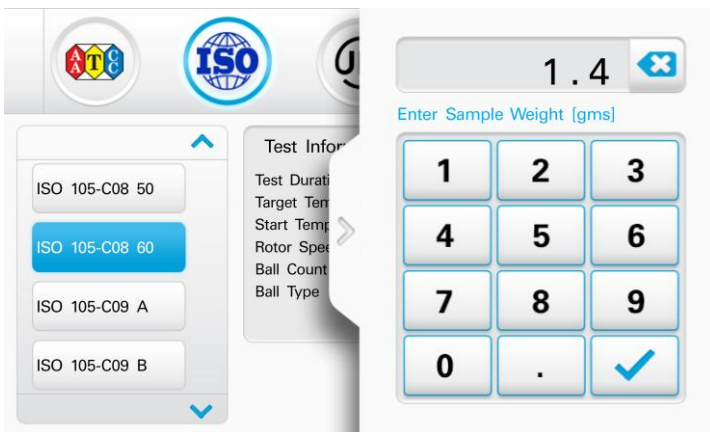 AATCC
ISO
J
1.4
Enter Sample Weight [gms]
ISO 105-C08 50
ISO 105-C08 60
ISO 105-C09 A
ISO 105-C09 B
Test Infor
Test Durati
Target Tem
Start Temp
Rotor Spee
Ball Count
Ball Type
1 2 3
4 5 6
7 8 9
0 .